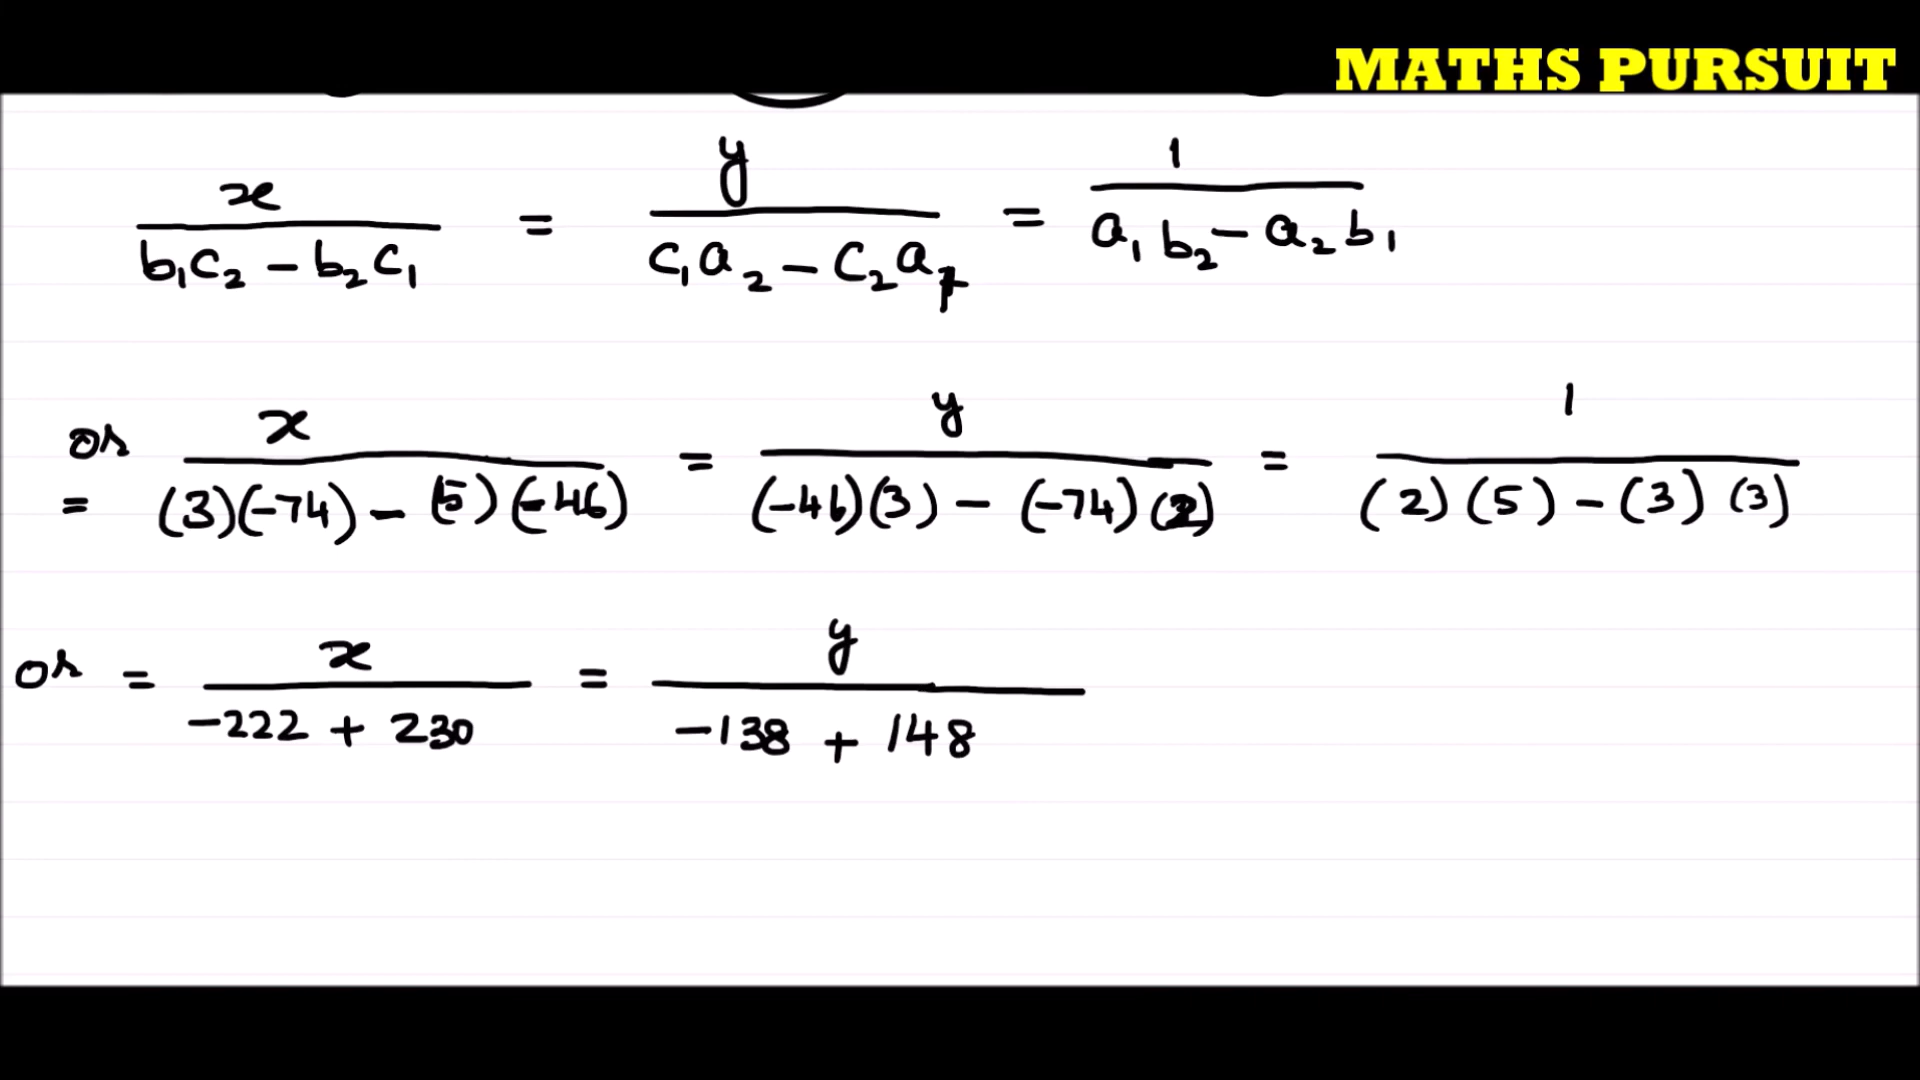 MATHS PURSUIT
x/(b₁c₂ - b₂c₁) = y/(c₁a₂ - c₂a₁) = 1/(a₁b₂ - a₂b₁)
or = x/((3)(-74) - (5)(-46)) = y/((-46)(3) - (-74)(2)) = 1/((2)(5) - (3)(3))
or = x/(-222 + 230) = y/(-138 + 148)